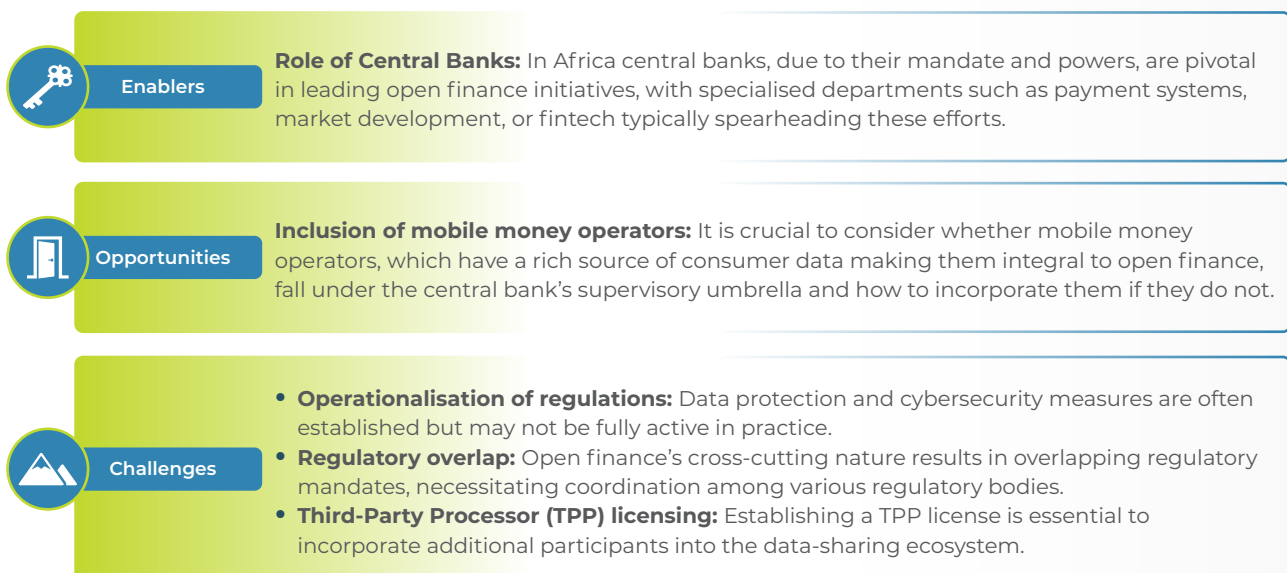 Enablers
Role of Central Banks: In Africa central banks, due to their mandate and powers, are pivotal
in leading open finance initiatives, with specialised departments such as payment systems,
market development, or fintech typically spearheading these efforts.
Opportunities
Inclusion of mobile money operators: It is crucial to consider whether mobile money
operators, which have a rich source of consumer data making them integral to open finance,
fall under the central bank’s supervisory umbrella and how to incorporate them if they do not.
Challenges
• Operationalisation of regulations: Data protection and cybersecurity measures are often
established but may not be fully active in practice.
• Regulatory overlap: Open finance’s cross-cutting nature results in overlapping regulatory
mandates, necessitating coordination among various regulatory bodies.
• Third-Party Processor (TPP) licensing: Establishing a TPP license is essential to
incorporate additional participants into the data-sharing ecosystem.